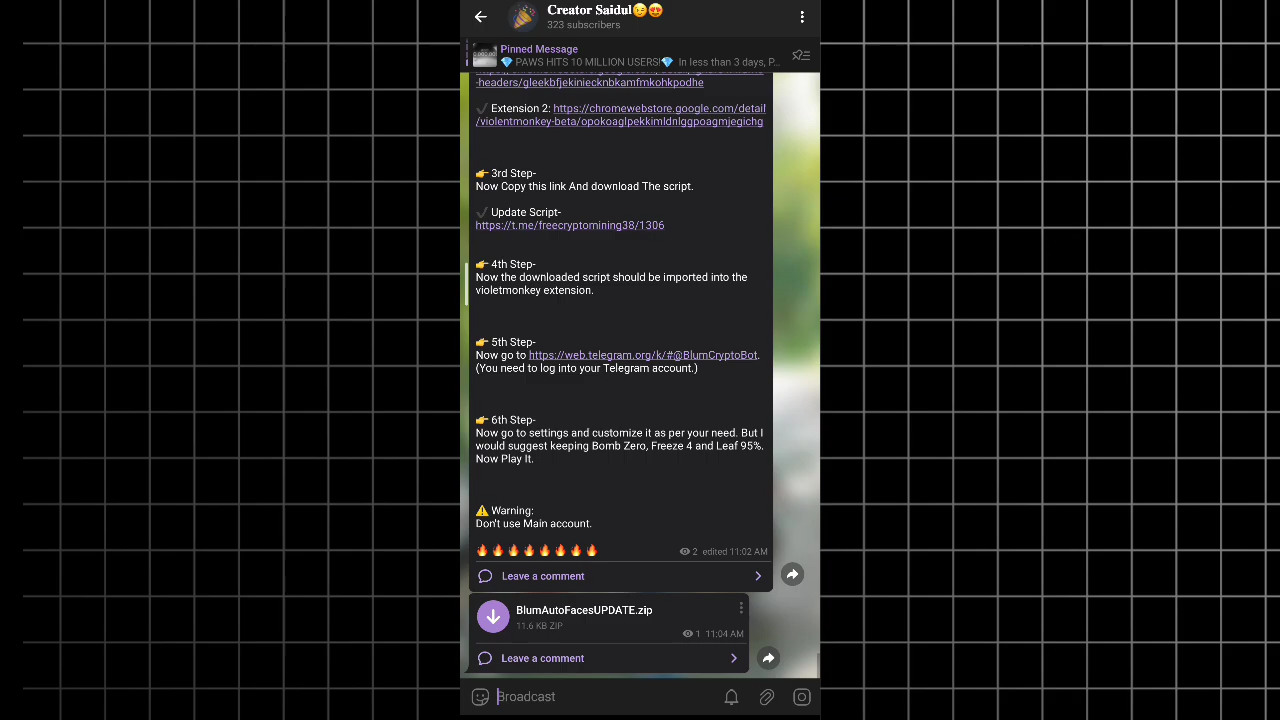 Creator Saidul😉😍
323 subscribers
Pinned Message
💎 PAWS HITS 10 MILLION USERS!💎 In less than 3 days, P...
-headers/gleekbfjekiniecknbkamfmkohkpodhe
✔️ Extension 2: https://chromewebstore.google.com/detail
/violentmonkey-beta/opokoaglpekkimldnlggpoagmjegichg
👉 3rd Step-
Now Copy this link And download The script.
✔️ Update Script-
https://t.me/freecryptomining38/1306
👉 4th Step-
Now the downloaded script should be imported into the
violetmonkey extension.
👉 5th Step-
Now go to https://web.telegram.org/k/#@BlumCryptoBot.
(You need to log into your Telegram account.)
👉 6th Step-
Now go to settings and customize it as per your need. But I
would suggest keeping Bomb Zero, Freeze 4 and Leaf 95%.
Now Play It.
⚠️ Warning:
Don't use Main account.
🔥🔥🔥🔥🔥🔥🔥🔥 2 edited 11:02 AM
Leave a comment
BlumAutoFacesUPDATE.zip
11.6 KB ZIP
1 11:04 AM
Leave a comment
Broadcast